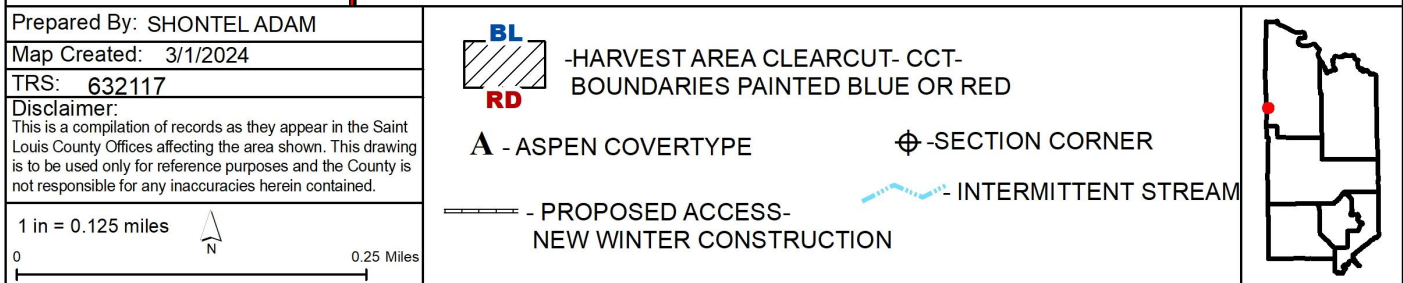 Prepared By: SHONTEL ADAM
Map Created: 3/1/2024
TRS: 632117
Disclaimer:
This is a compilation of records as they appear in the Saint
Louis County Offices affecting the area shown. This drawing
is to be used only for reference purposes and the County is
not responsible for any inaccuracies herein contained.
1 in = 0.125 miles
N
0 0.25 Miles
BL
-HARVEST AREA CLEARCUT- CCT-
BOUNDARIES PAINTED BLUE OR RED
RD
A - ASPEN COVERTYPE
-SECTION CORNER
- INTERMITTENT STREAM
- PROPOSED ACCESS-
NEW WINTER CONSTRUCTION